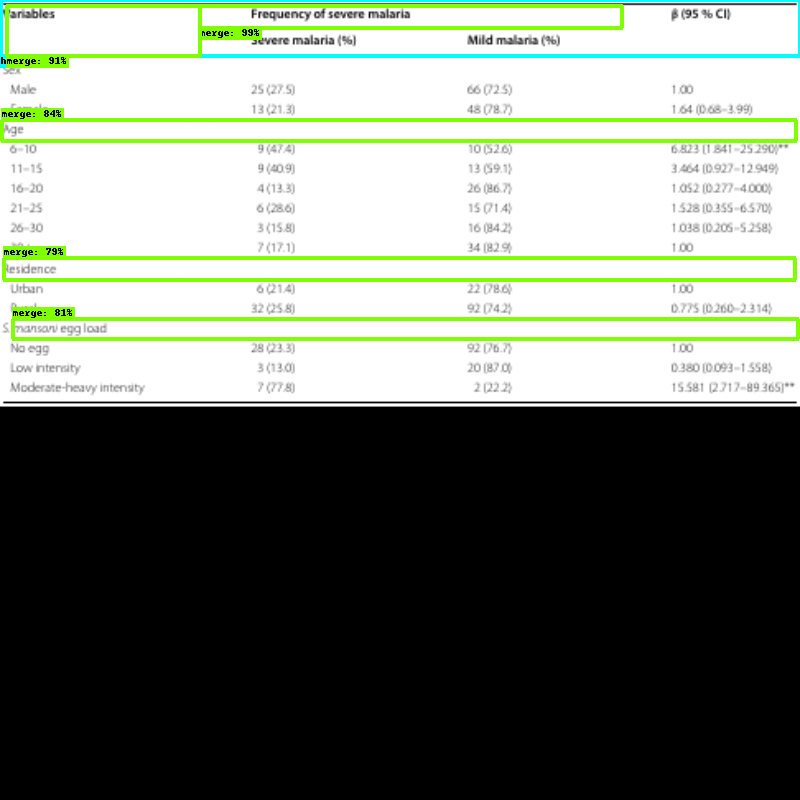 Variables Frequency of severe malaria β (95 % CI)
merge: 99%
Severe malaria (%) Mild malaria (%)
merge: 91%
Sex
Male 25 (27.5) 66 (72.5) 1.00
Female 13 (21.3) 48 (78.7) 1.64 (0.68–3.99)
merge: 84%
Age
6–10 9 (47.4) 10 (52.6) 6.823 (1.841–25.290)**
11–15 9 (40.9) 13 (59.1) 3.464 (0.927–12.949)
16–20 4 (13.3) 26 (86.7) 1.052 (0.277–4.000)
21–25 6 (28.6) 15 (71.4) 1.528 (0.355–6.570)
26–30 3 (15.8) 16 (84.2) 1.038 (0.205–5.258)
7 (17.1) 34 (82.9) 1.00
merge: 79%
Residence
Urban 6 (21.4) 22 (78.6) 1.00
Rural 32 (25.8) 92 (74.2) 0.775 (0.260–2.314)
merge: 81%
S. mansoni egg load
No egg 28 (23.3) 92 (76.7) 1.00
Low intensity 3 (13.0) 20 (87.0) 0.380 (0.093–1.558)
Moderate-heavy intensity 7 (77.8) 2 (22.2) 15.581 (2.717–89.365)**